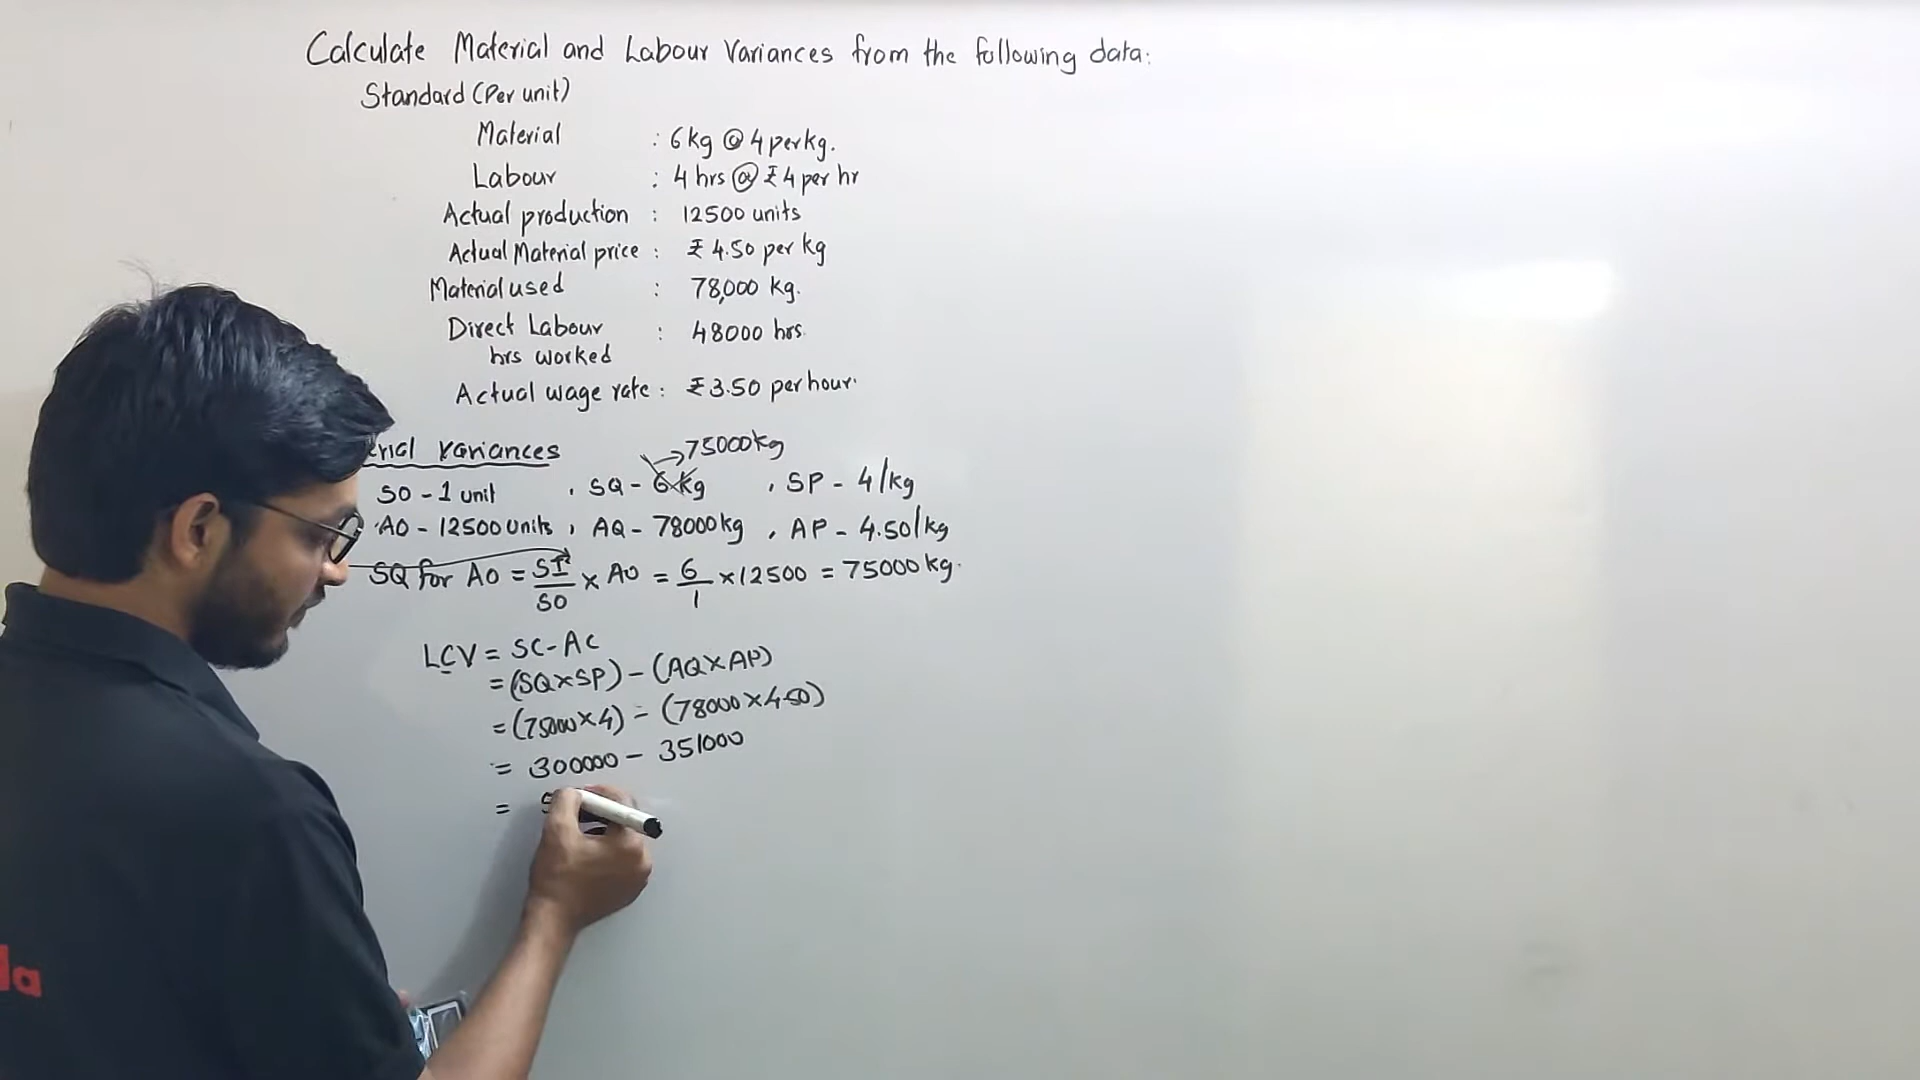 Calculate Material and Labour Variances from the following data:
Standard (Per unit)
Material : 6 kg @ 4 per kg.
Labour : 4 hrs @ ₹ 4 per hr
Actual production : 12500 units
Actual Material price : ₹ 4.50 per kg
Material used : 78,000 kg.
Direct Labour : 48000 hrs.
hrs worked
Actual wage rate : ₹ 3.50 per hour.
erial Variances
→ 75000 kg
SO - 1 unit , SQ - 6 kg , SP - 4/kg
AO - 12500 Units , AQ - 78000 kg , AP - 4.50/kg
SQ for AO = SI/SO × AO = 6/1 × 12500 = 75000 kg.
LCV = SC - AC
= (SQ × SP) - (AQ × AP)
= (75000 × 4) - (78000 × 4.50)
= 300000 - 351000
= 5
la